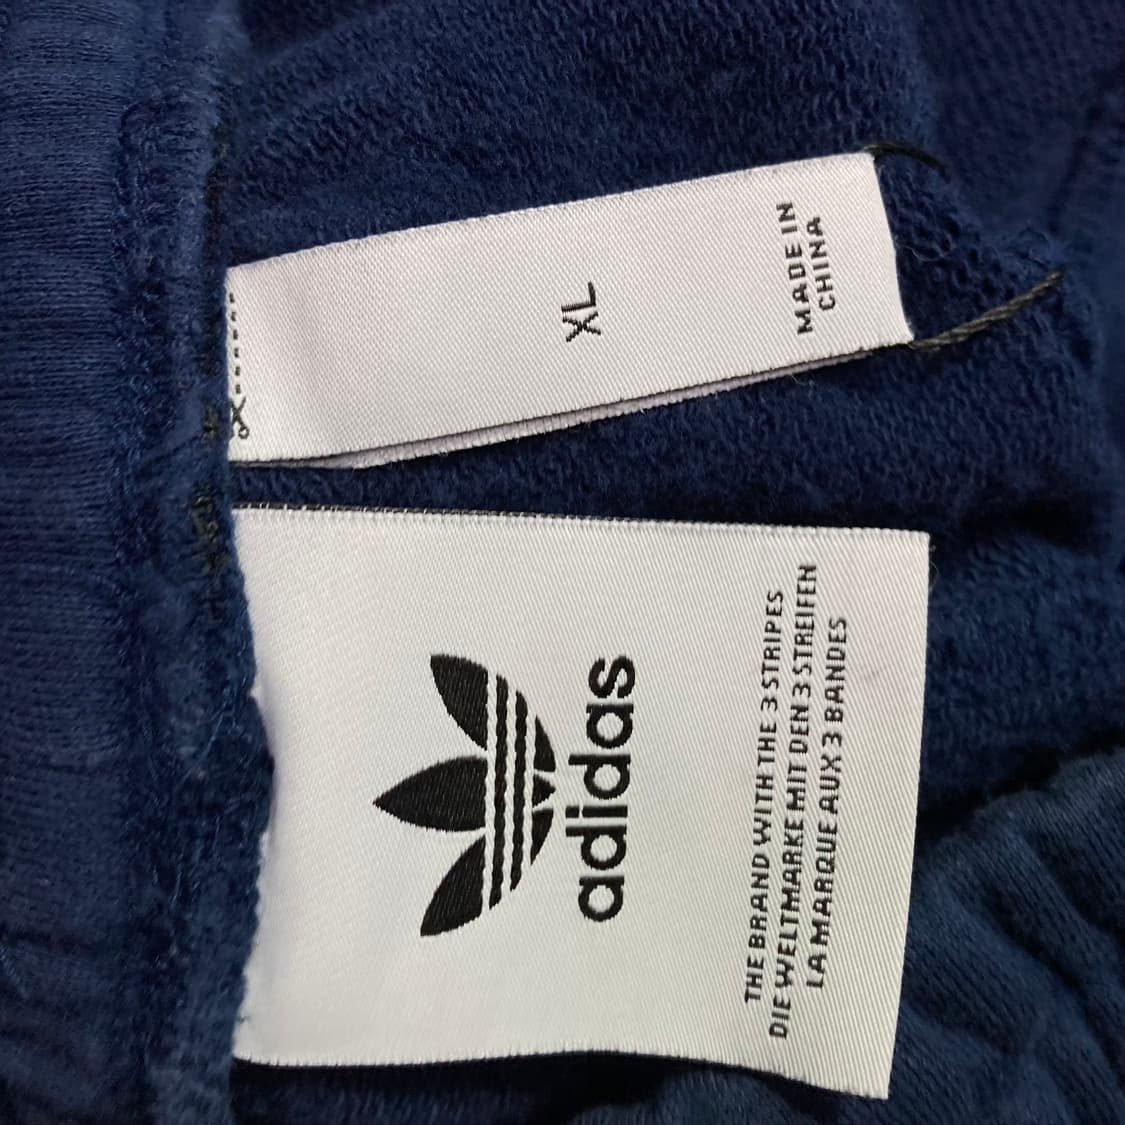 XL
MADE IN
CHINA
adidas
THE BRAND WITH THE 3 STRIPES
DIE WELTMARKE MIT DEN 3 STREIFEN
LA MARQUE AUX 3 BANDES